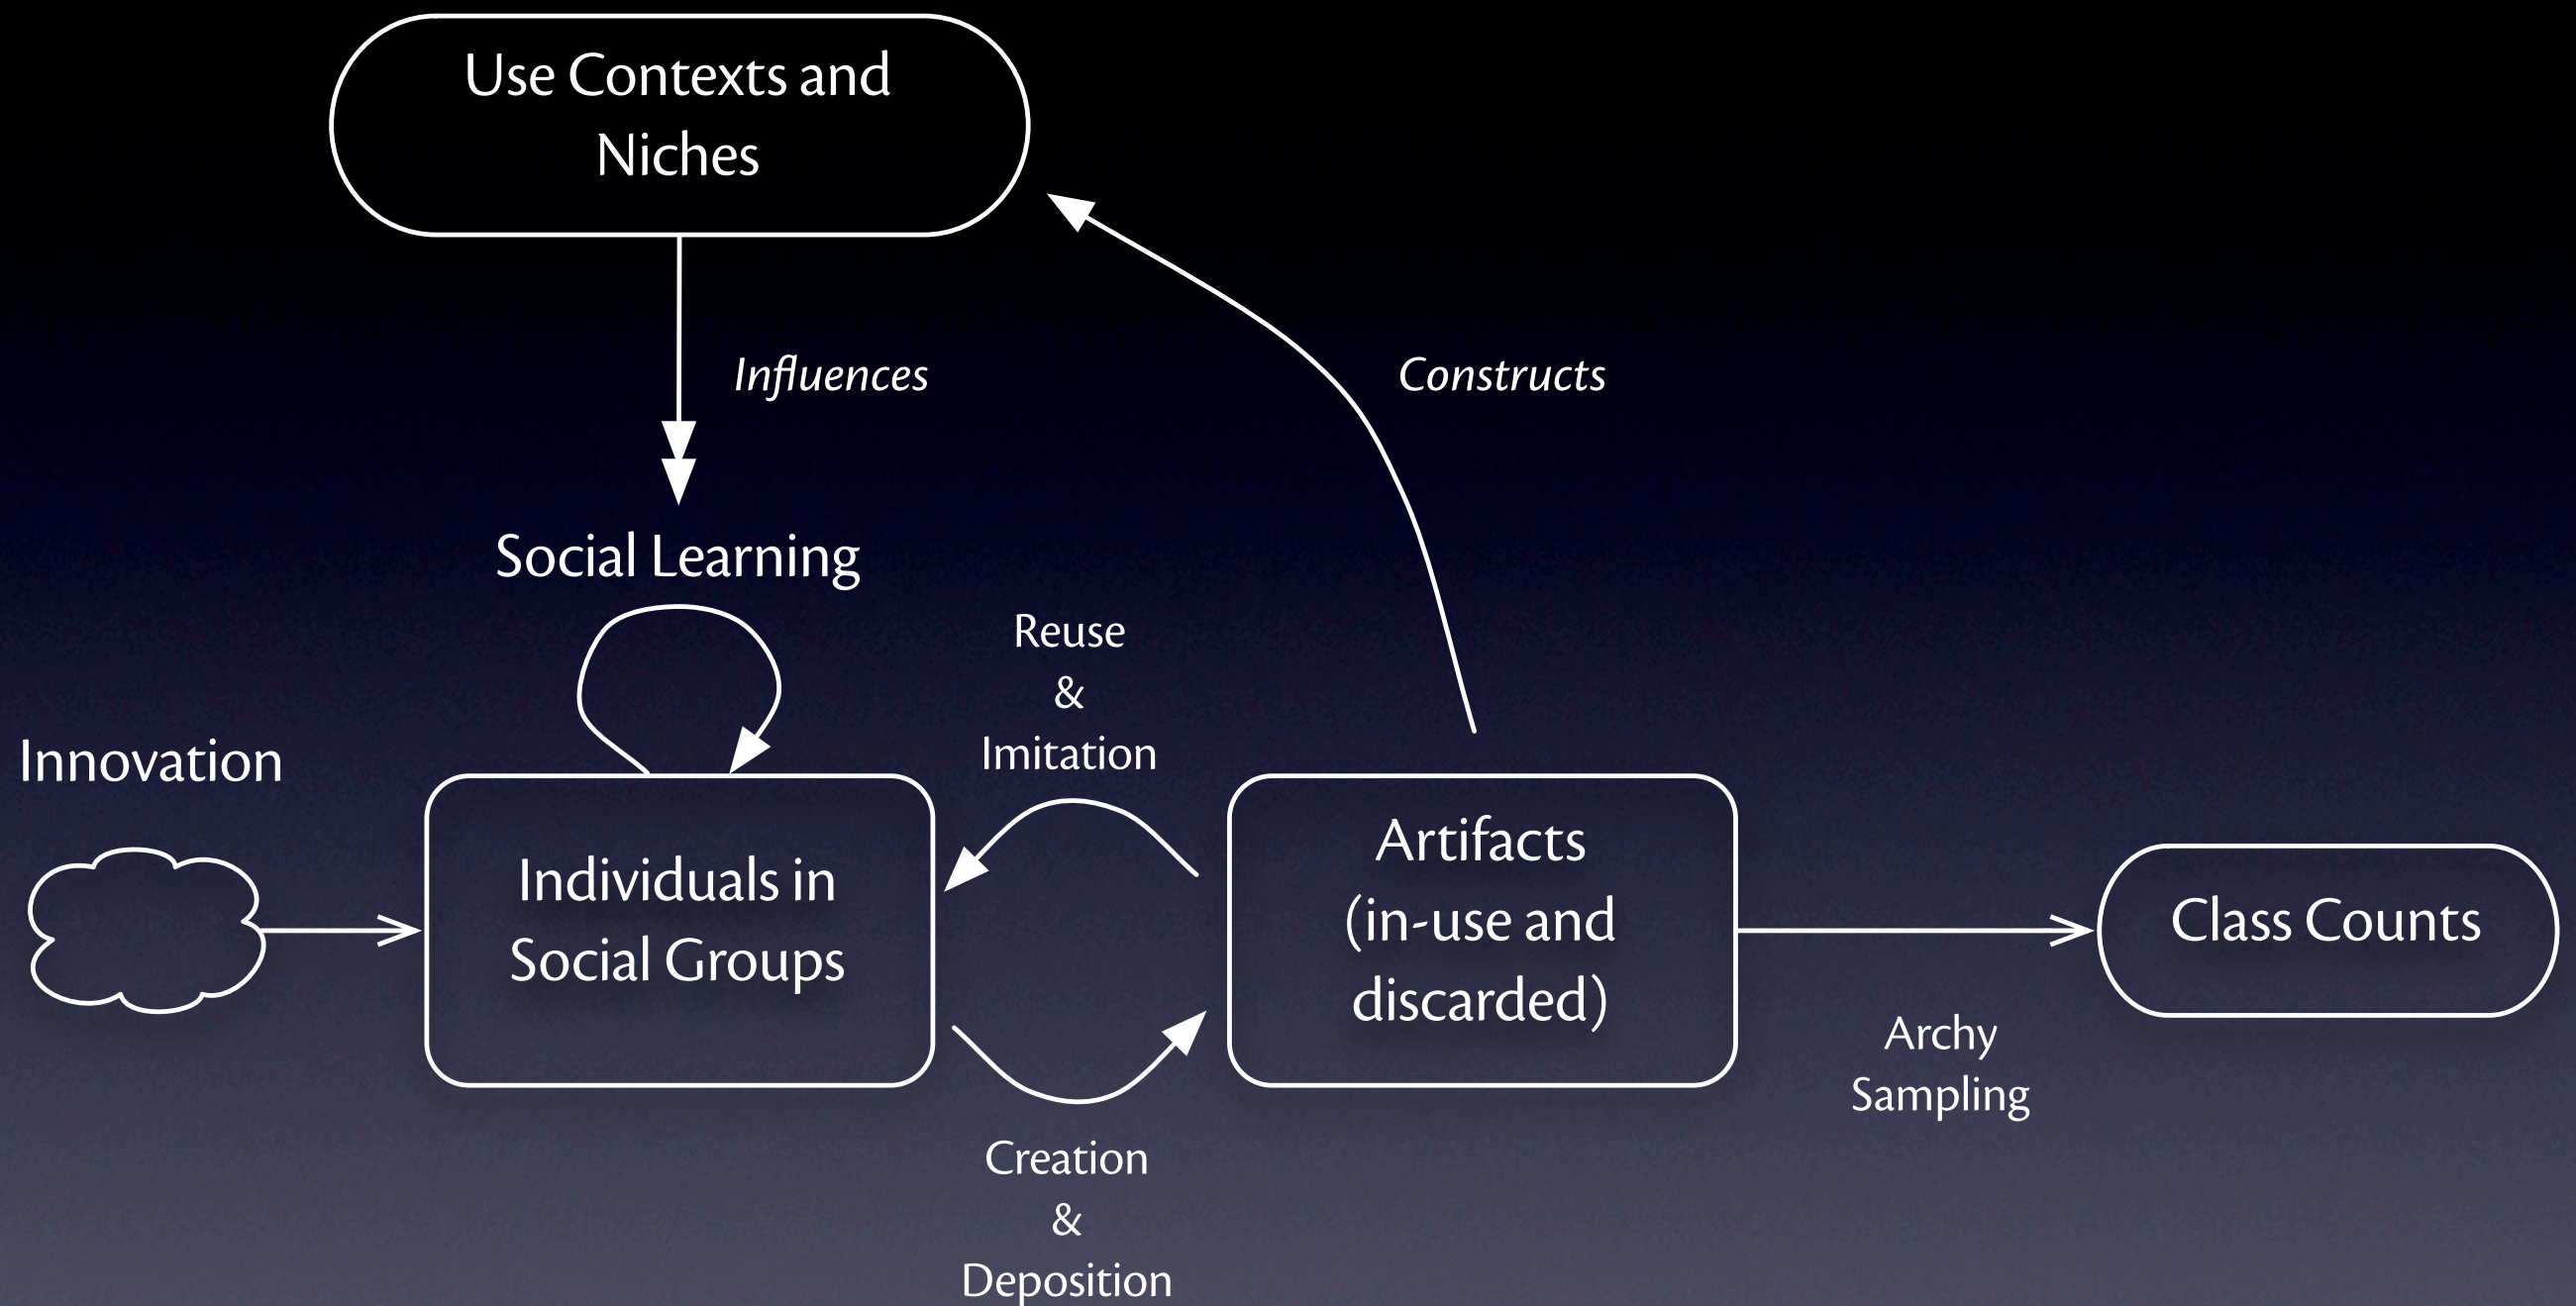 Use Contexts and
Niches
Influences
Constructs
Social Learning
Reuse
&
Imitation
Innovation
Individuals in
Social Groups
Artifacts
(in-use and
discarded)
Class Counts
Archy
Sampling
Creation
&
Deposition